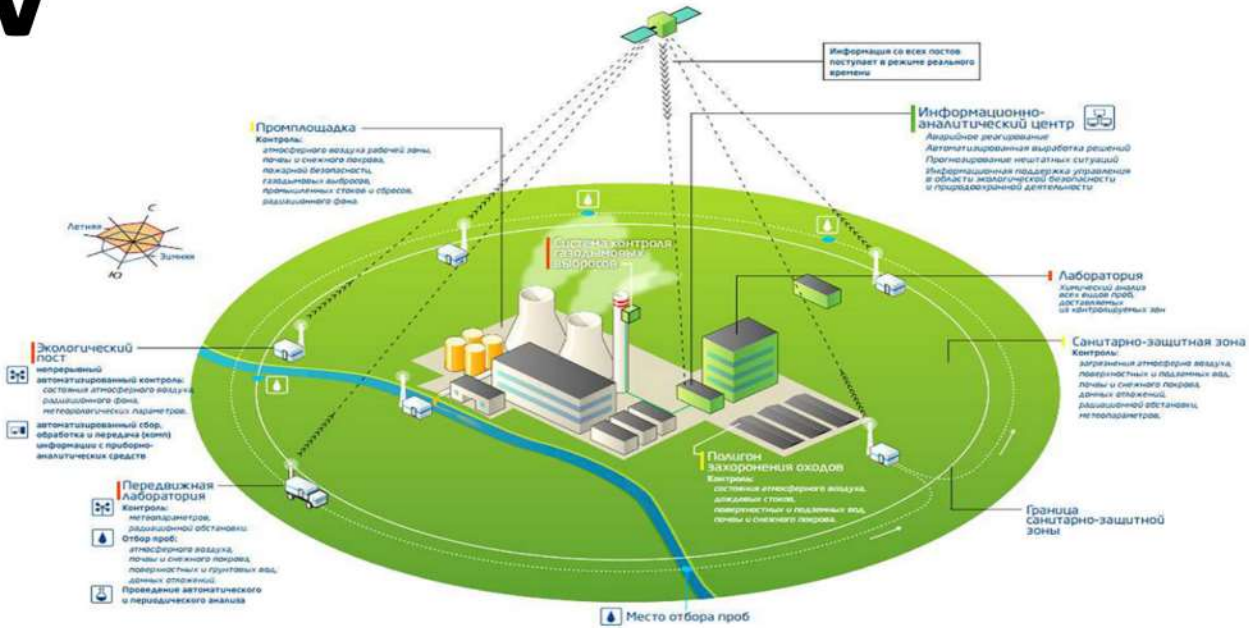 Информация со всех постов
поступает в режиме реального
времени
Промплощадка
Контроль:
атмосферного воздуха рабочей зоны,
почвы и снежного покрова,
пожарной безопасности,
газодымовых выбросов,
промышленных стоков и сбросов,
радиационного фона.
Информационно-
аналитический центр
Аварийное реагирование
Автоматизированная выработка решений
Прогнозирование нештатных ситуаций
Информационная поддержка управления
в области экологической безопасности
и природоохранной деятельности
С
Летняя
Зимняя
Ю
Система контроля
газодымовых
выбросов
Лаборатория
Химический анализ
всех видов проб,
доставляемых
из контролируемых зон
Экологический
пост
непрерывный
автоматизированный контроль:
состояния атмосферного воздуха,
радиационного фона,
метеорологических параметров.
автоматизированный сбор,
обработка и передача (комп)
информации с приборно-
аналитических средств
Санитарно-защитная зона
Контроль:
загрязнения атмосферно воздуха,
поверхностных и подземных вод,
почвы и снежного покрова,
донных отложений,
радиационной обстановки,
метеопараметров.
Полигон
захоронения оходов
Контроль:
состояния атмосферного воздуха,
дождевых стоков,
поверхностных и подземных вод,
почвы и снежного покрова.
Передвижная
лаборатория
Контроль:
метеопараметров,
радиационной обстановки.
Отбор проб:
атмосферного воздуха,
почвы и снежного покрова,
поверхностных и грунтовых вод,
донных отложений.
Проведение автоматического
и периодического анализа
Граница
санитарно-защитной
зоны
Место отбора проб